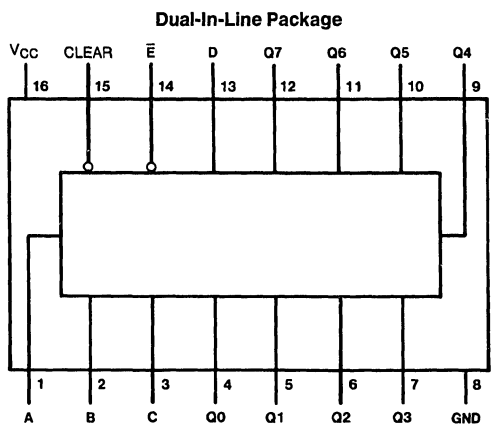 Dual-In-Line Package
VCC CLEAR E̅ D Q7 Q6 Q5 Q4
16 15 14 13 12 11 10 9
1 2 3 4 5 6 7 8
A B C Q0 Q1 Q2 Q3 GND